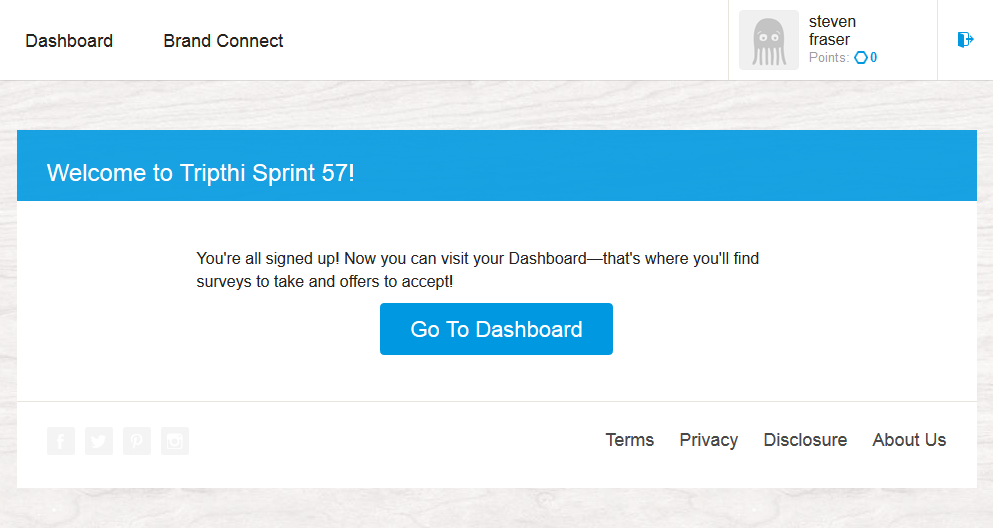 Dashboard
Brand Connect
steven
fraser
Points: 0
Welcome to Tripthi Sprint 57!
You're all signed up! Now you can visit your Dashboard—that's where you'll find
surveys to take and offers to accept!
Go To Dashboard
Terms
Privacy
Disclosure
About Us